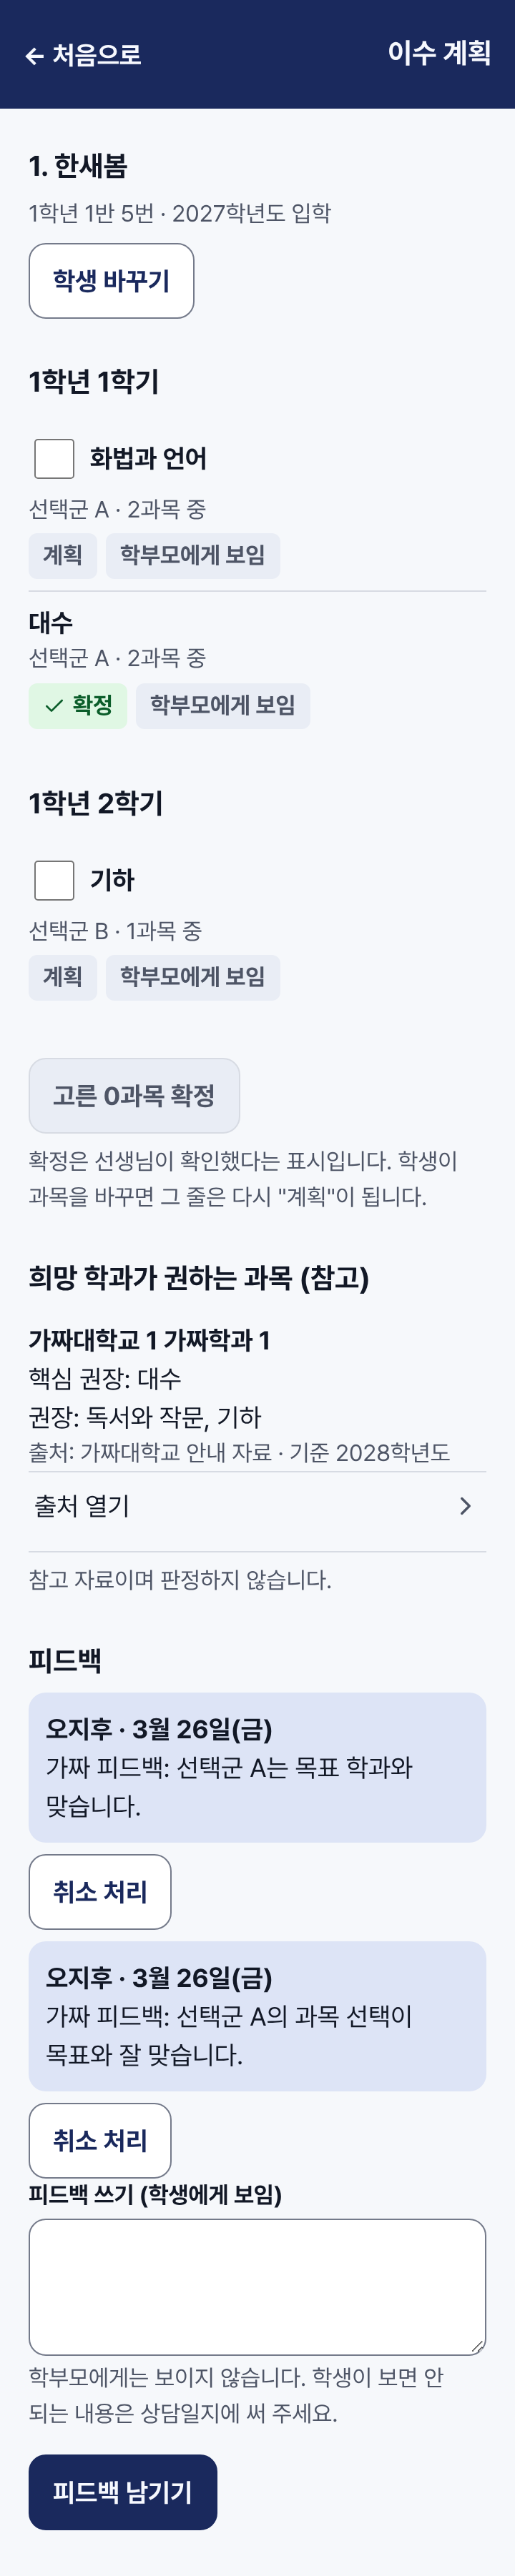 ← 처음으로
이수 계획
1. 한새봄
1학년 1반 5번 · 2027학년도 입학
학생 바꾸기
1학년 1학기
화법과 언어
선택군 A · 2과목 중
계획
학부모에게 보임
대수
선택군 A · 2과목 중
✓ 확정
학부모에게 보임
1학년 2학기
기하
선택군 B · 1과목 중
계획
학부모에게 보임
고른 0과목 확정
확정은 선생님이 확인했다는 표시입니다. 학생이
과목을 바꾸면 그 줄은 다시 "계획"이 됩니다.
희망 학과가 권하는 과목 (참고)
가짜대학교 1 가짜학과 1
핵심 권장: 대수
권장: 독서와 작문, 기하
출처: 가짜대학교 안내 자료 · 기준 2028학년도
출처 열기
참고 자료이며 판정하지 않습니다.
피드백
오지후 · 3월 26일(금)
가짜 피드백: 선택군 A는 목표 학과와
맞습니다.
취소 처리
오지후 · 3월 26일(금)
가짜 피드백: 선택군 A의 과목 선택이
목표와 잘 맞습니다.
취소 처리
피드백 쓰기 (학생에게 보임)
학부모에게는 보이지 않습니다. 학생이 보면 안
되는 내용은 상담일지에 써 주세요.
피드백 남기기